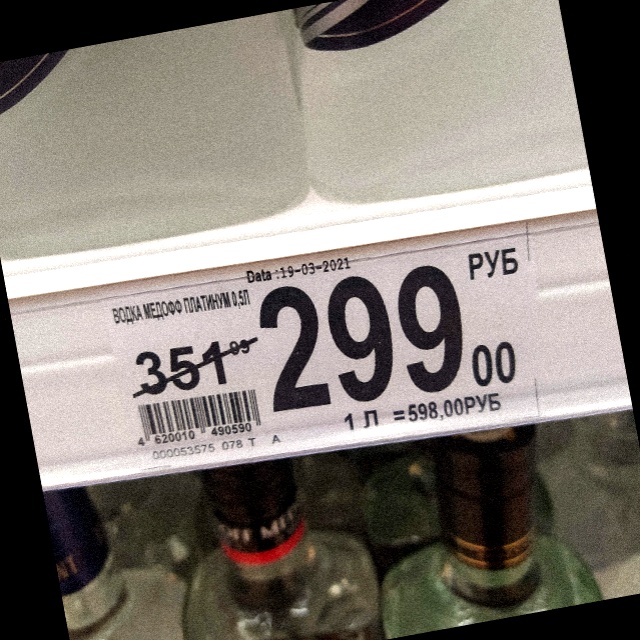 Data :19-03-2021
ВОДКА МЕДОФФ ПЛАТИНУМ 0,5Л
351 99
299 00 РУБ
4 620010 490590
1 Л =598,00РУБ
000053575 078 Т А